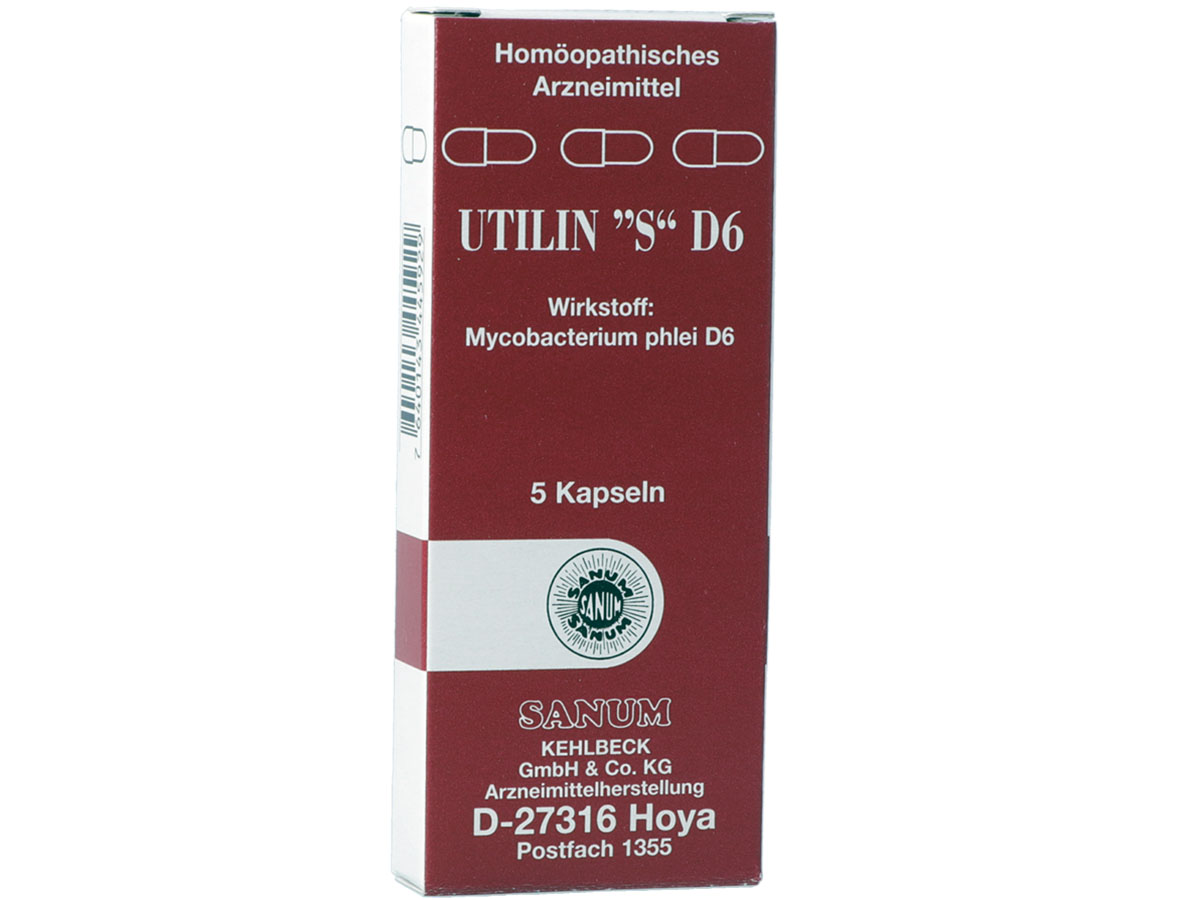 Homöopathisches
Arzneimittel
UTILIN ”S“ D6
Wirkstoff:
Mycobacterium phlei D6
5 Kapseln
SANUM
SANUM
SANUM
SANUM
KEHLBECK
GmbH & Co. KG
Arzneimittelherstellung
D-27316 Hoya
Postfach 1355